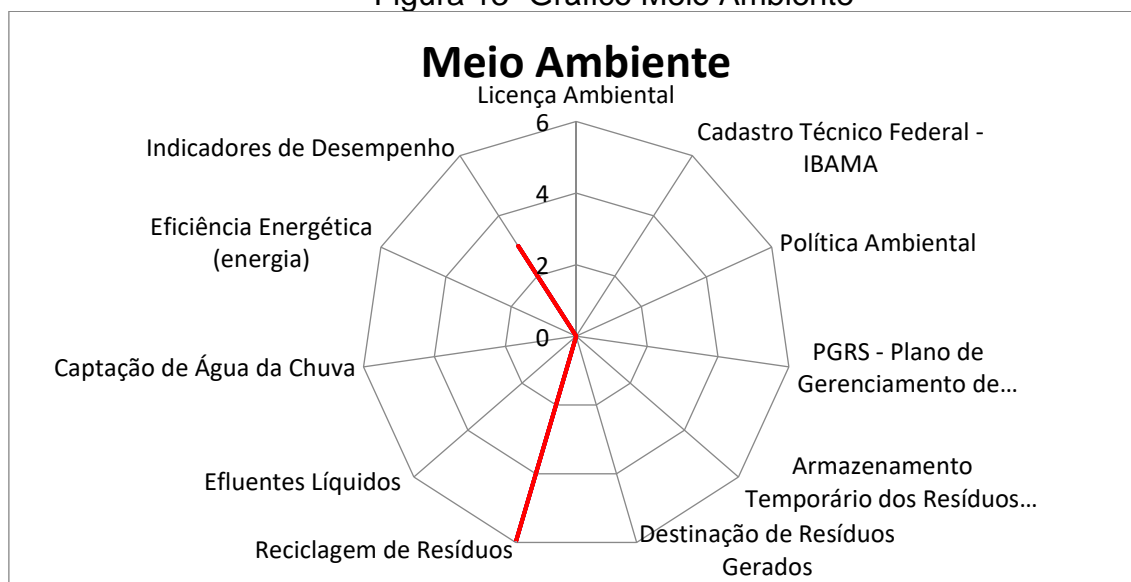 Figura 18- Gráfico Meio Ambiente
Meio Ambiente
Licença Ambiental
Cadastro Técnico Federal -
IBAMA
Política Ambiental
PGRS - Plano de
Gerenciamento de...
Armazenamento
Temporário dos Resíduos...
Destinação de Resíduos
Gerados
Reciclagem de Resíduos
Efluentes Líquidos
Captação de Água da Chuva
Eficiência Energética
(energia)
Indicadores de Desempenho
6
4
2
0